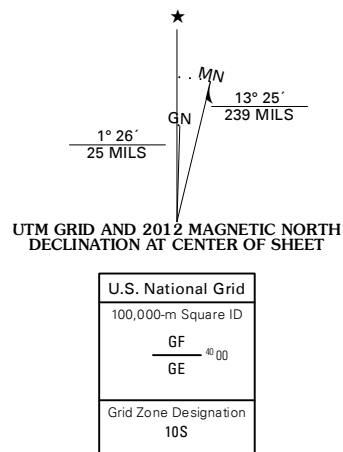 ★
MN
GN
13° 25´
239 MILS
1° 26´
25 MILS
UTM GRID AND 2012 MAGNETIC NORTH
DECLINATION AT CENTER OF SHEET
U.S. National Grid
100,000-m Square ID
GF
40 00
GE
Grid Zone Designation
10S